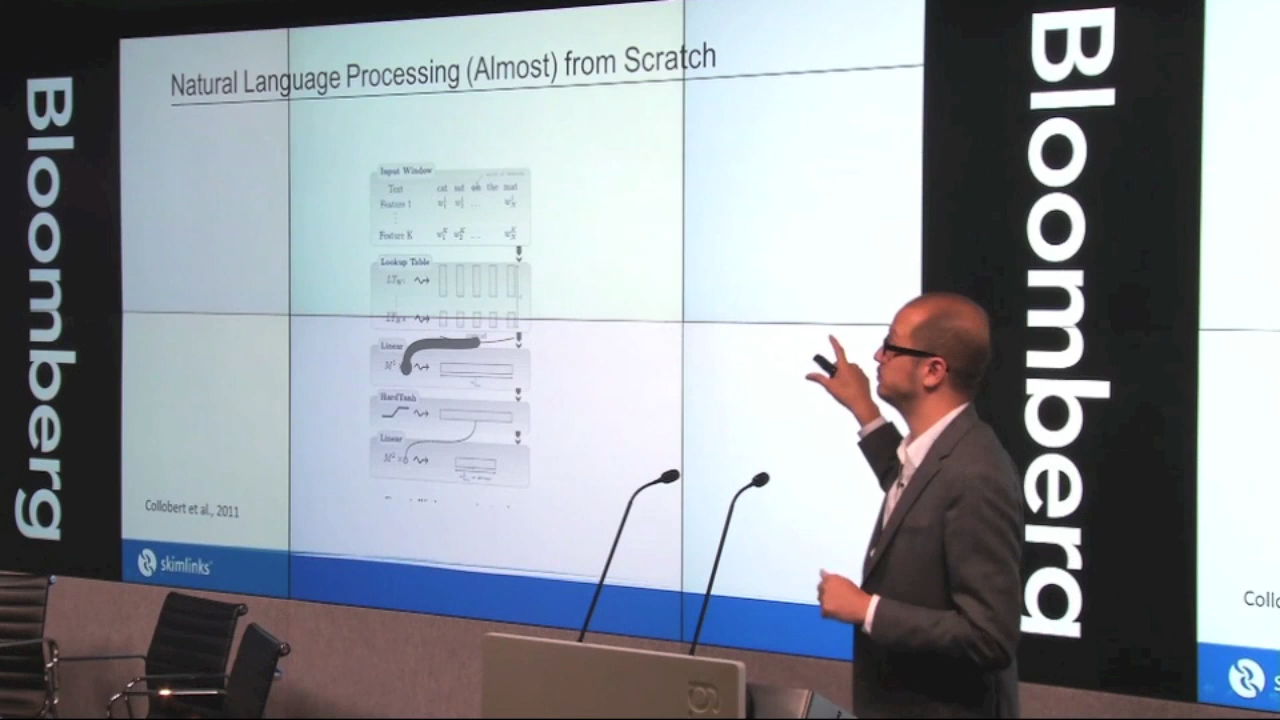 Bloomberg
Natural Language Processing (Almost) from Scratch
Input Window
Text cat sat on the mat
Feature 1
Feature K
Lookup Table
Linear
HardTanh
Linear
Collobert et al., 2011
skimlinks
Bloomberg